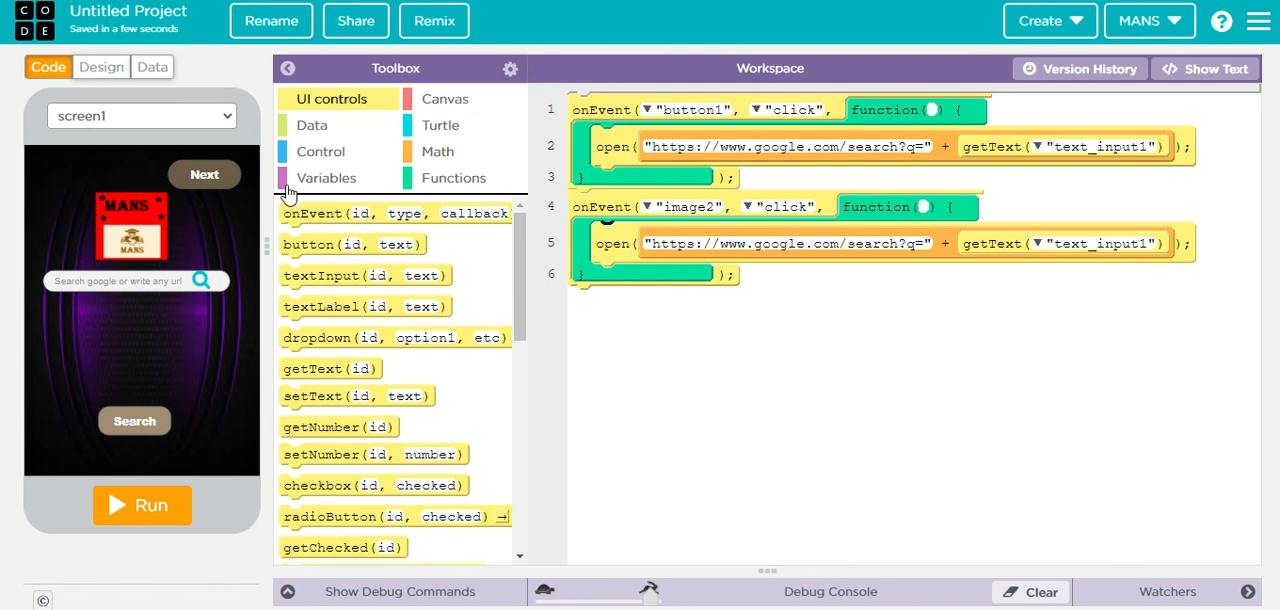 CO
DE
Untitled Project
Saved in a few seconds
Rename
Share
Remix
Create
MANS
?
Code
Design
Data
Toolbox
Workspace
Version History
</> Show Text
screen1
Next
MANS
MANS
Search google or write any url
Search
Run
UI controls
Canvas
Data
Turtle
Control
Math
Variables
Functions
onEvent(id, type, callback
button(id, text)
textInput(id, text)
textLabel(id, text)
dropdown(id, option1, etc)
getText(id)
setText(id, text)
getNumber(id)
setNumber(id, number)
checkbox(id, checked)
radioButton(id, checked)
getChecked(id)
1 onEvent(▼"button1", ▼"click", function( ) {
2 open("https://www.google.com/search?q=" + getText(▼"text_input1"));
3 } );
4 onEvent(▼"image2", ▼"click", function( ) {
5 open("https://www.google.com/search?q=" + getText(▼"text_input1"));
6 } );
©
Show Debug Commands
Debug Console
Clear
Watchers